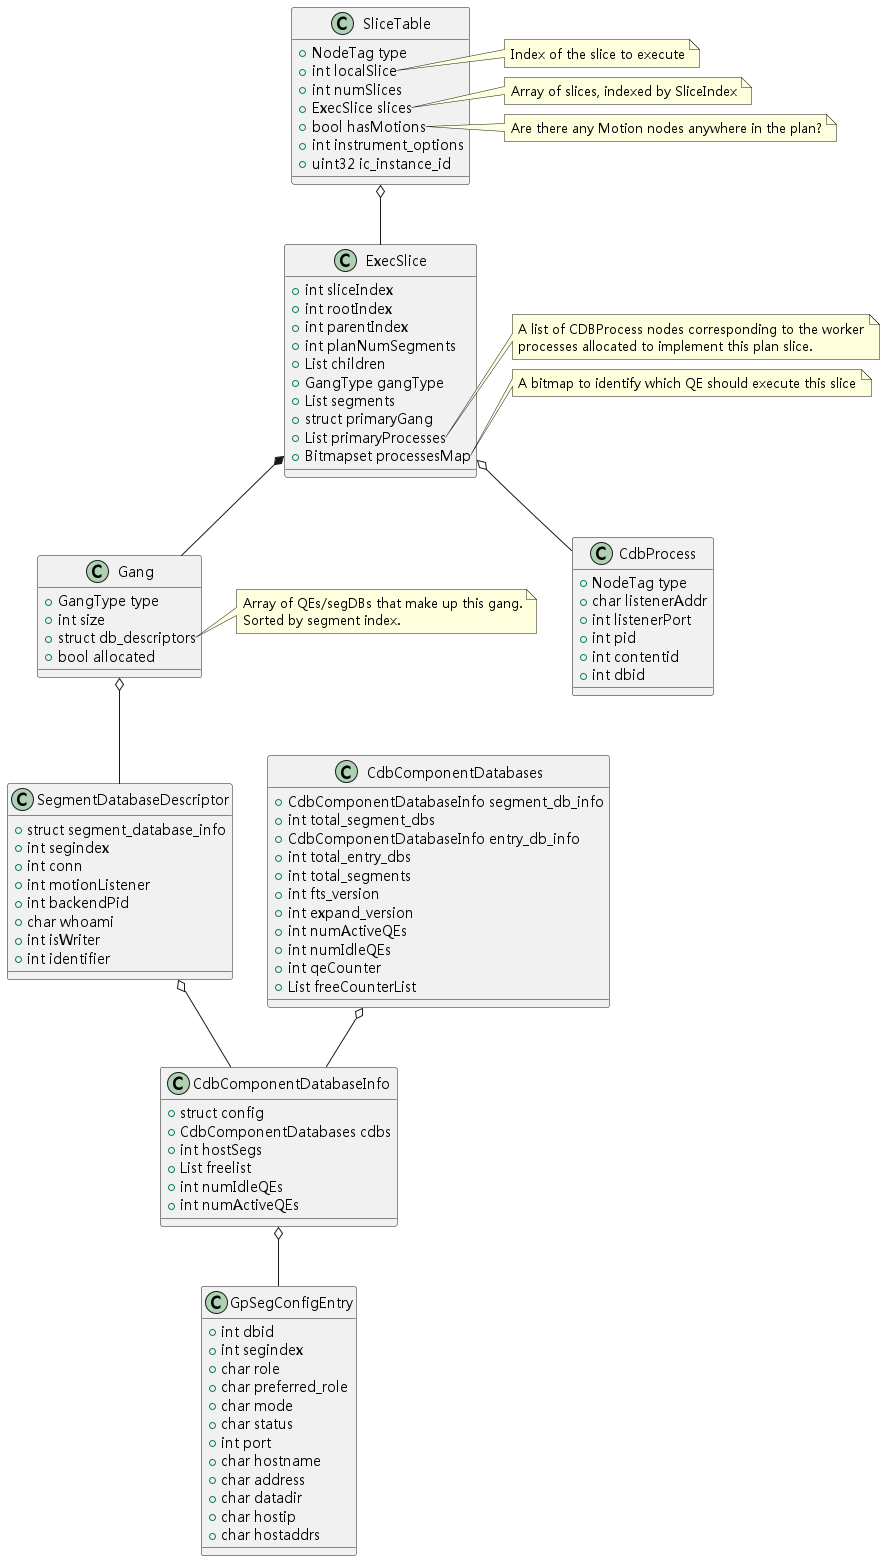 C SliceTable
NodeTag type
int localSlice
int numSlices
ExecSlice slices
bool hasMotions
int instrument_options
uint32 ic_instance_id
Index of the slice to execute
Array of slices, indexed by SliceIndex
Are there any Motion nodes anywhere in the plan?
C ExecSlice
int sliceIndex
int rootIndex
int parentIndex
int planNumSegments
List children
GangType gangType
List segments
struct primaryGang
List primaryProcesses
Bitmapset processesMap
A list of CDBProcess nodes corresponding to the worker
processes allocated to implement this plan slice.
A bitmap to identify which QE should execute this slice
C Gang
GangType type
int size
struct db_descriptors
bool allocated
Array of QEs/segDBs that make up this gang.
Sorted by segment index.
C CdbProcess
NodeTag type
char listenerAddr
int listenerPort
int pid
int contentid
int dbid
C SegmentDatabaseDescriptor
struct segment_database_info
int segindex
int conn
int motionListener
int backendPid
char whoami
int isWriter
int identifier
C CdbComponentDatabases
CdbComponentDatabaseInfo segment_db_info
int total_segment_dbs
CdbComponentDatabaseInfo entry_db_info
int total_entry_dbs
int total_segments
int fts_version
int expand_version
int numActiveQEs
int numIdleQEs
int qeCounter
List freeCounterList
C CdbComponentDatabaseInfo
struct config
CdbComponentDatabases cdbs
int hostSegs
List freelist
int numIdleQEs
int numActiveQEs
C GpSegConfigEntry
int dbid
int segindex
char role
char preferred_role
char mode
char status
int port
char hostname
char address
char datadir
char hostip
char hostaddrs